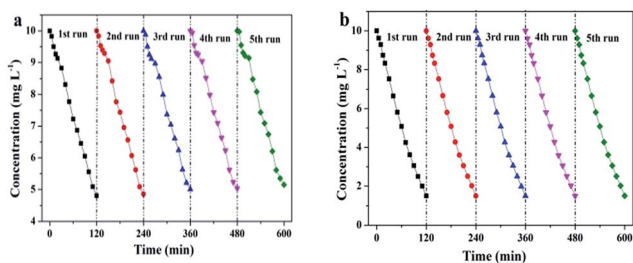 a
1st run 2nd run 3rd run 4th run 5th run
Concentration (mg L⁻¹)
10
9
8
7
6
5
4
0 120 240 360 480 600
Time (min)
b
1st run 2nd run 3rd run 4th run 5th run
Concentration (mg L⁻¹)
10
8
6
4
2
0
0 120 240 360 480 600
Time (min)